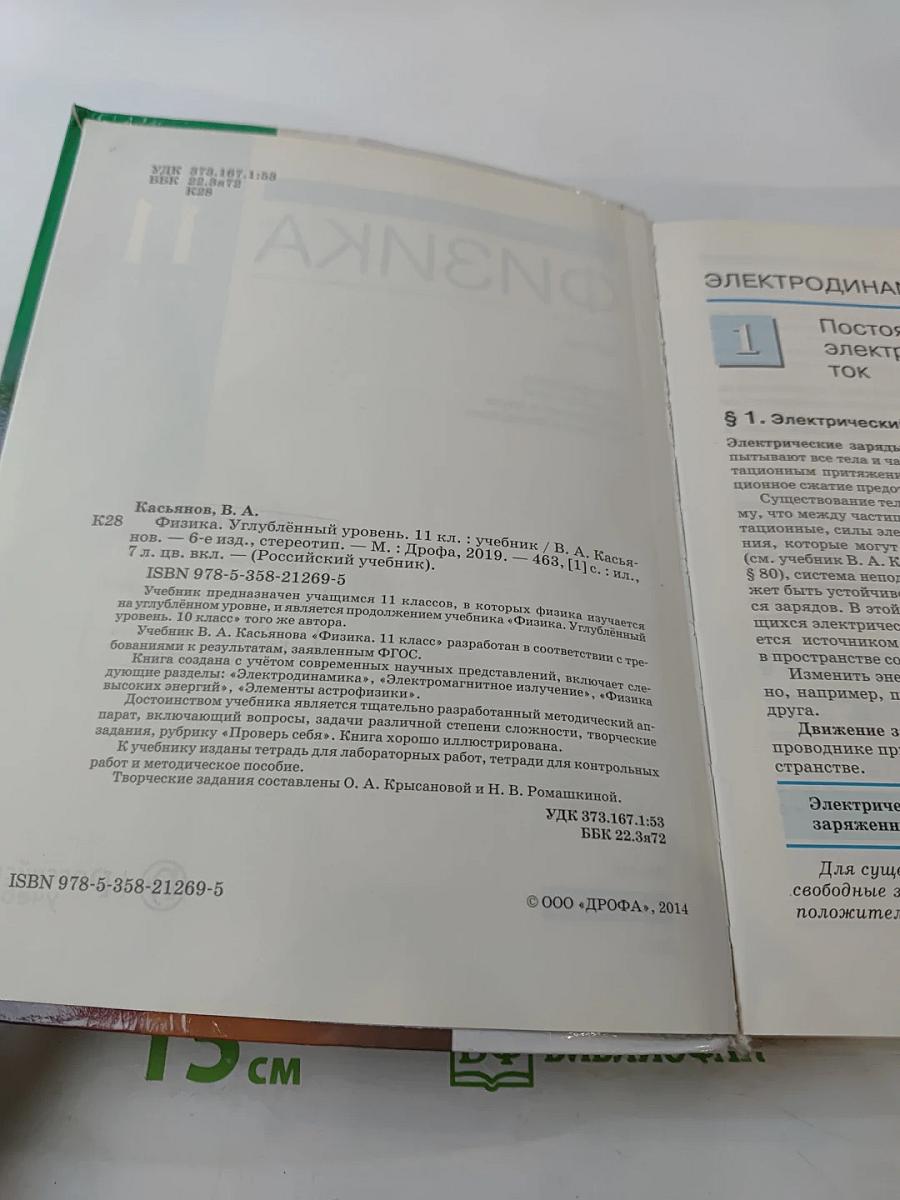 УДК 373.167.1:53
ББК 22.3я72
К28
11
ФИЗИКА
Касьянов, В. А.
К28 Физика. Углублённый уровень. 11 кл. : учебник / В. А. Касья-
нов. — 6-е изд., стереотип. — М. : Дрофа, 2019. — 463, [1] с. : ил.,
7 л. цв. вкл. — (Российский учебник).
ISBN 978-5-358-21269-5
Учебник предназначен учащимся 11 классов, в которых физика изучается
на углублённом уровне, и является продолжением учебника «Физика. Углублённый
уровень. 10 класс» того же автора.
Учебник В. А. Касьянова «Физика. 11 класс» разработан в соответствии с тре-
бованиями к результатам, заявленным ФГОС.
Книга создана с учётом современных научных представлений, включает сле-
дующие разделы: «Электродинамика», «Электромагнитное излучение», «Физика
высоких энергий», «Элементы астрофизики».
Достоинством учебника является тщательно разработанный методический ап-
парат, включающий вопросы, задачи различной степени сложности, творческие
задания, рубрику «Проверь себя». Книга хорошо иллюстрирована.
К учебнику изданы тетрадь для лабораторных работ, тетради для контрольных
работ и методическое пособие.
Творческие задания составлены О. А. Крысановой и Н. В. Ромашкиной.
УДК 373.167.1:53
ББК 22.3я72
ISBN 978-5-358-21269-5
© ООО «ДРОФА», 2014
ЭЛЕКТРОДИНАМ
1
Постоя
электр
ток
§ 1. Электрический
Электрические заряды
пытывают все тела и ча
тационным притяжени
ционное сжатие предот
Существование тел
му, что между частиц
тационные, силы эле
ния, которые могут
(см. учебник В. А. К
§ 80), система непод
жет быть устойчиво
ся зарядов. В этой
щихся электричес
ется источником
в пространстве со
Изменить эне
но, например, п
друга.
Движение з
проводнике пр
странстве.
Электриче
заряженн
Для суще
свободные з
положител
15 см